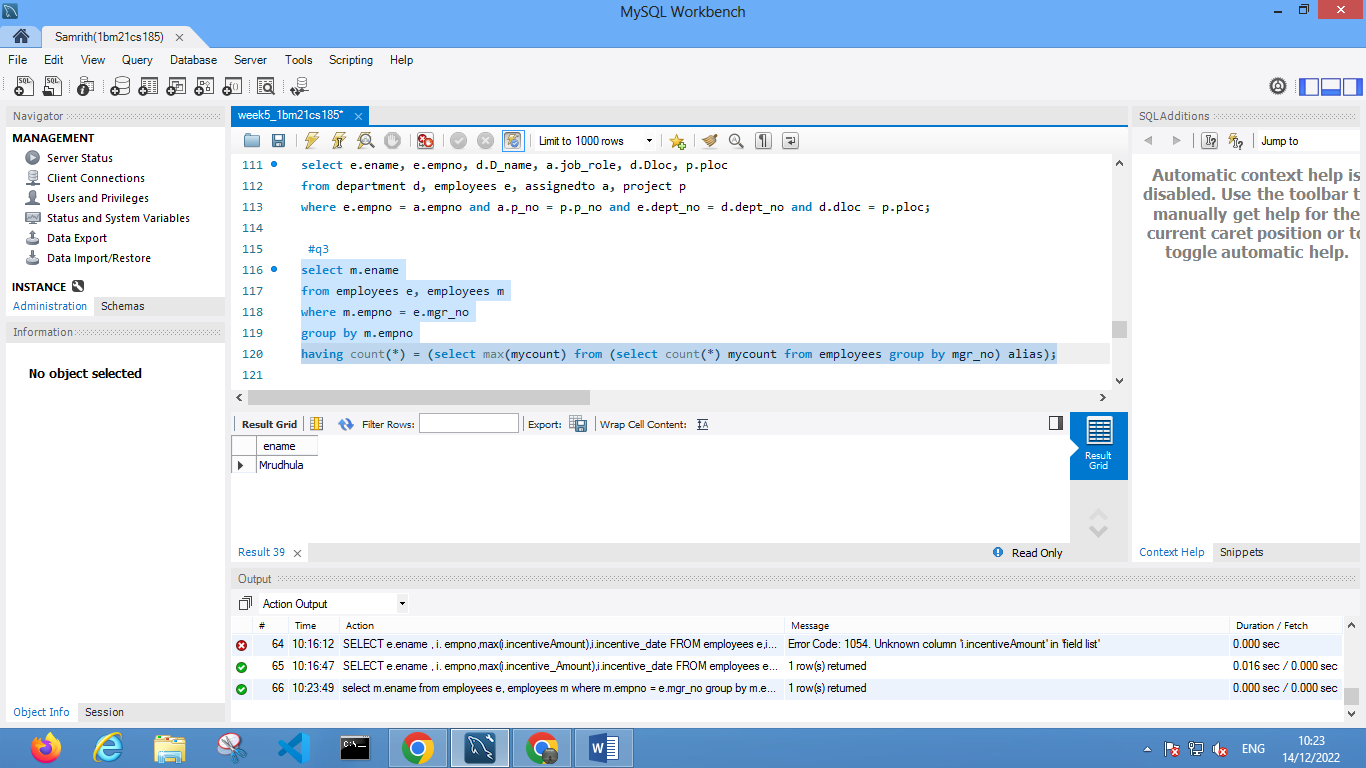 MySQL Workbench
Samrith(1bm21cs185)
File Edit View Query Database Server Tools Scripting Help
Navigator
MANAGEMENT
Server Status
Client Connections
Users and Privileges
Status and System Variables
Data Export
Data Import/Restore
INSTANCE
Administration Schemas
Information
No object selected
Object Info Session
week5_1bm21cs185*
Limit to 1000 rows
111 select e.ename, e.empno, d.D_name, a.job_role, d.Dloc, p.ploc
112 from department d, employees e, assignedto a, project p
113 where e.empno = a.empno and a.p_no = p.p_no and e.dept_no = d.dept_no and d.dloc = p.ploc;
114
115 #q3
116 select m.ename
117 from employees e, employees m
118 where m.empno = e.mgr_no
119 group by m.empno
120 having count(*) = (select max(mycount) from (select count(*) mycount from employees group by mgr_no) alias);
121
Result Grid Filter Rows: Export: Wrap Cell Content:
ename
Mrudhula
Result
Grid
Result 39 Read Only
SQLAdditions
Jump to
Automatic context help is
disabled. Use the toolbar t
manually get help for the
current caret position or to
toggle automatic help.
Context Help Snippets
Output
Action Output
# Time Action Message Duration / Fetch
64 10:16:12 SELECT e.ename , i. empno,max(i.incentiveAmount),i.incentive_date FROM employees e,i... Error Code: 1054. Unknown column 'i.incentiveAmount' in 'field list' 0.000 sec
65 10:16:47 SELECT e.ename , i. empno,max(i.incentive_Amount),i.incentive_date FROM employees e... 1 row(s) returned 0.016 sec / 0.000 sec
66 10:23:49 select m.ename from employees e, employees m where m.empno = e.mgr_no group by m.e... 1 row(s) returned 0.000 sec / 0.000 sec
ENG
10:23
14/12/2022